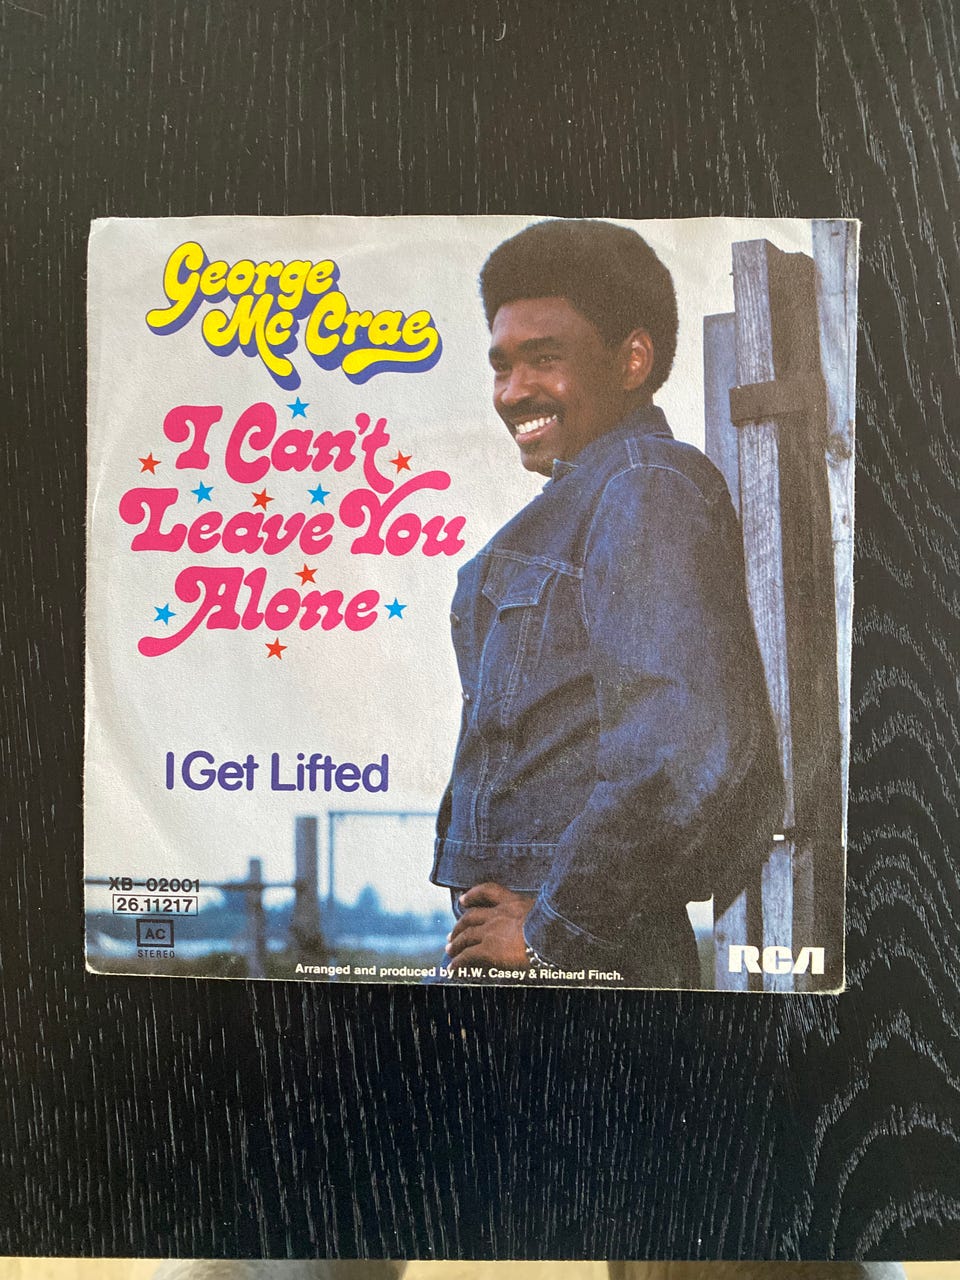 George
Mc Crae
I Can't
Leave You
Alone
I Get Lifted
XB-02001
26.11217
AC
STEREO
Arranged and produced by H.W. Casey & Richard Finch.
RCA